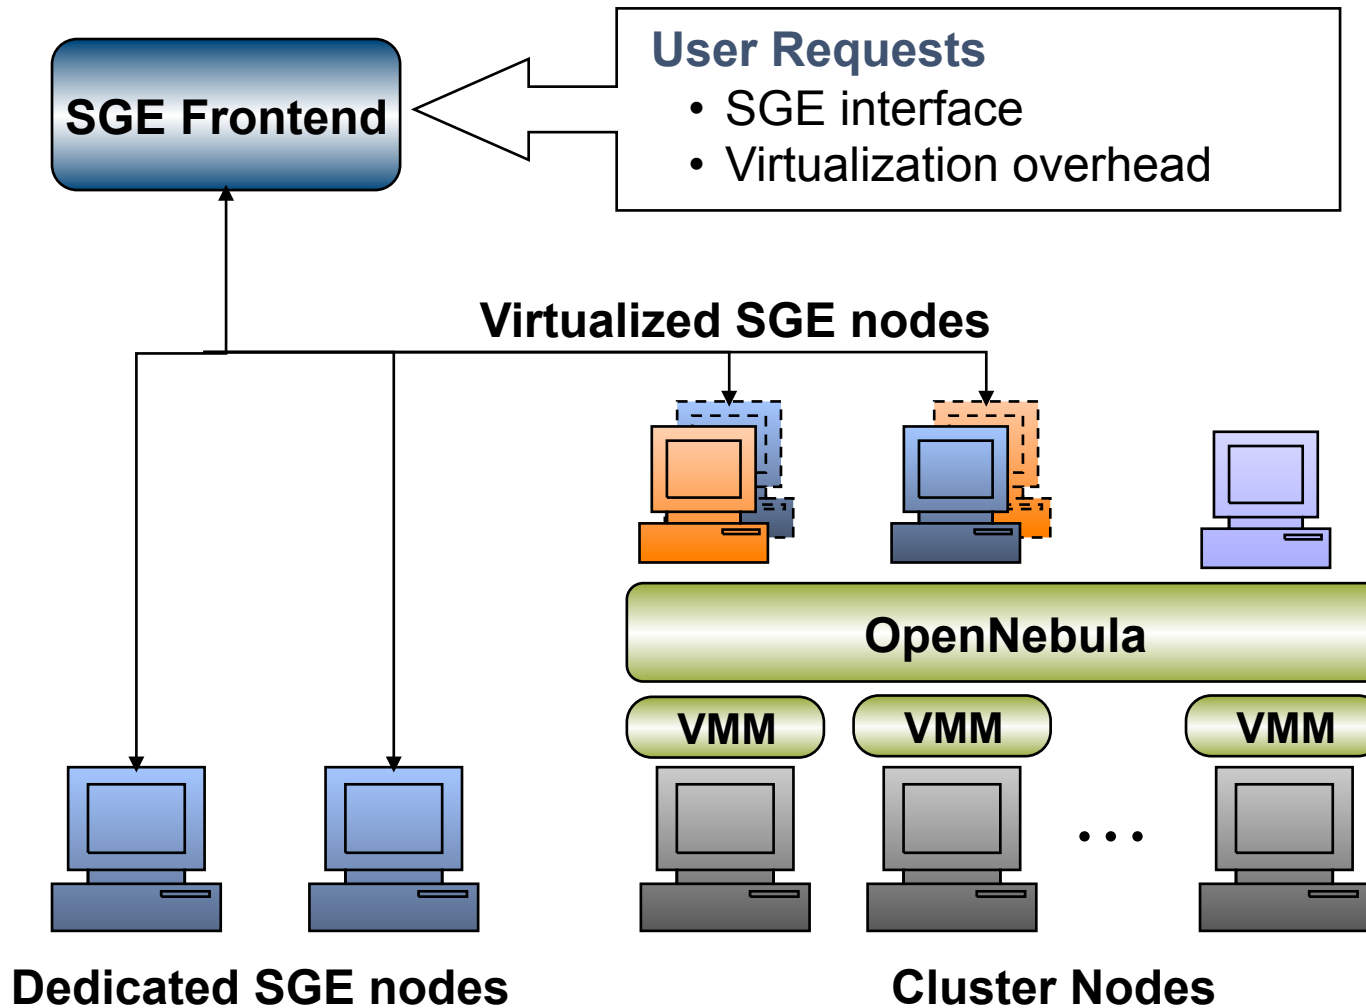 User Requests
SGE Frontend
• SGE interface
• Virtualization overhead
Virtualized SGE nodes
OpenNebula
VMM VMM VMM
...
Dedicated SGE nodes
Cluster Nodes